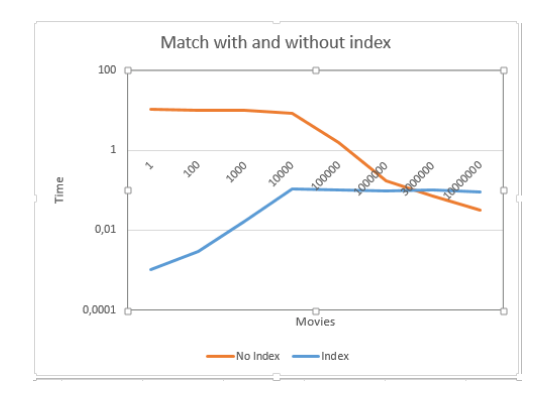 Match with and without index
100
1
0,01
0,0001
Time
1
100
1000
10000
100000
1000000
3000000
10000000
Movies
No Index
Index